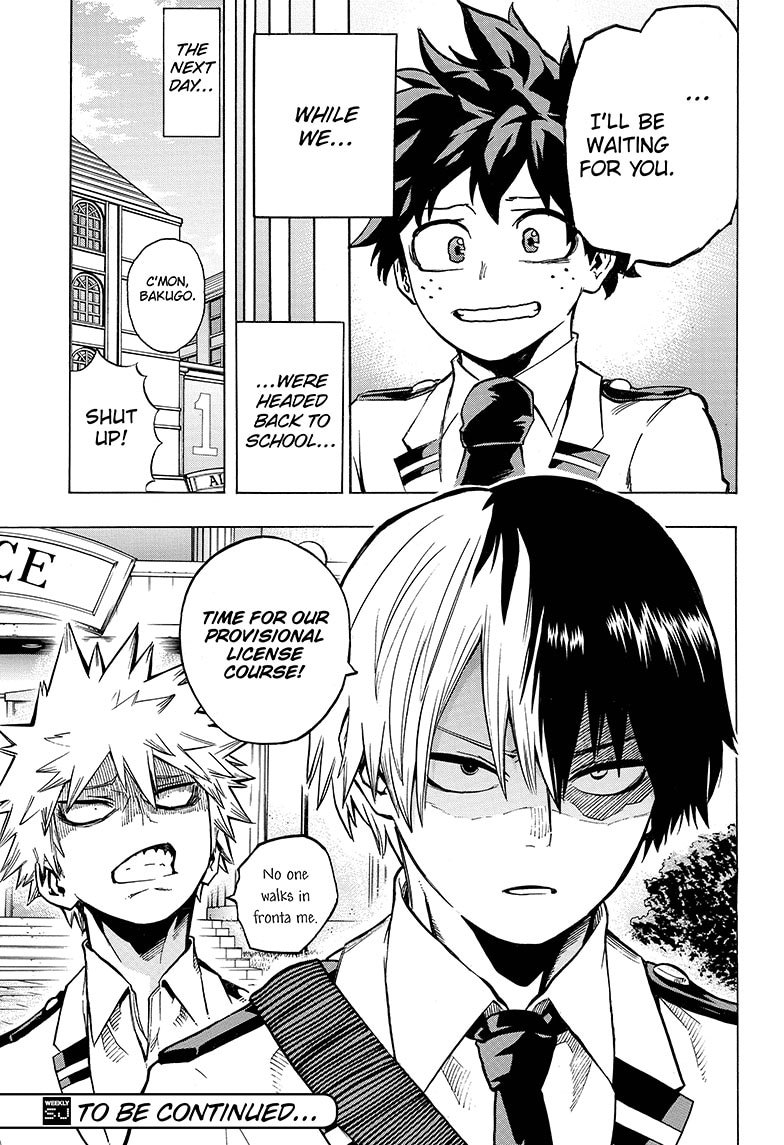 ...
I'LL BE
WAITING
FOR YOU.
WHILE
WE...
...WERE
HEADED
BACK TO
SCHOOL...
THE
NEXT
DAY...
C'MON,
BAKUGO.
SHUT
UP!
1
AL
TIME FOR OUR
PROVISIONAL
LICENSE
COURSE!
CE
No one
walks in
fronta me.
WEEKLY
SJ
TO BE CONTINUED...